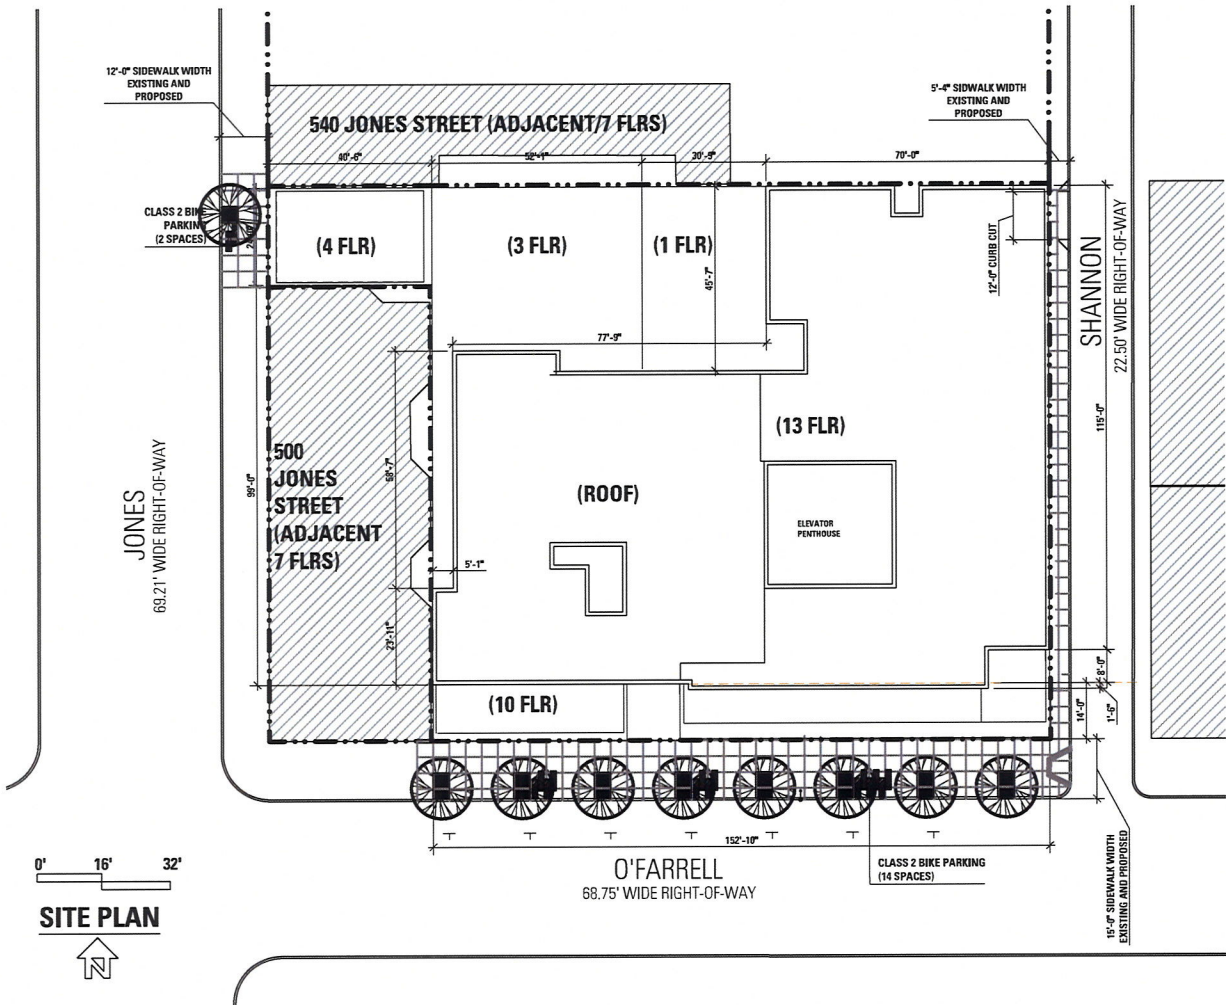 12'-0" SIDEWALK WIDTH
EXISTING AND
PROPOSED
5'-4" SIDWALK WIDTH
EXISTING AND
PROPOSED
540 JONES STREET (ADJACENT/7 FLRS)
40'-6"
52'-1"
30'-9"
70'-0"
CLASS 2 BIKE
PARKING
(2 SPACES)
(4 FLR)
(3 FLR)
(1 FLR)
45'-7"
12'-0" CURB CUT
SHANNON
22.50' WIDE RIGHT-OF-WAY
77'-9"
115'-0"
(13 FLR)
500
JONES
STREET
(ADJACENT
7 FLRS)
58'-7"
99'-0"
JONES
69.21' WIDE RIGHT-OF-WAY
(ROOF)
ELEVATOR
PENTHOUSE
5'-1"
23'-11"
(10 FLR)
8'-0"
14'-0"
1'-6"
152'-10"
O'FARRELL
68.75' WIDE RIGHT-OF-WAY
CLASS 2 BIKE PARKING
(14 SPACES)
15'-0" SIDEWALK WIDTH
EXISTING AND PROPOSED
0' 16' 32'
SITE PLAN
N